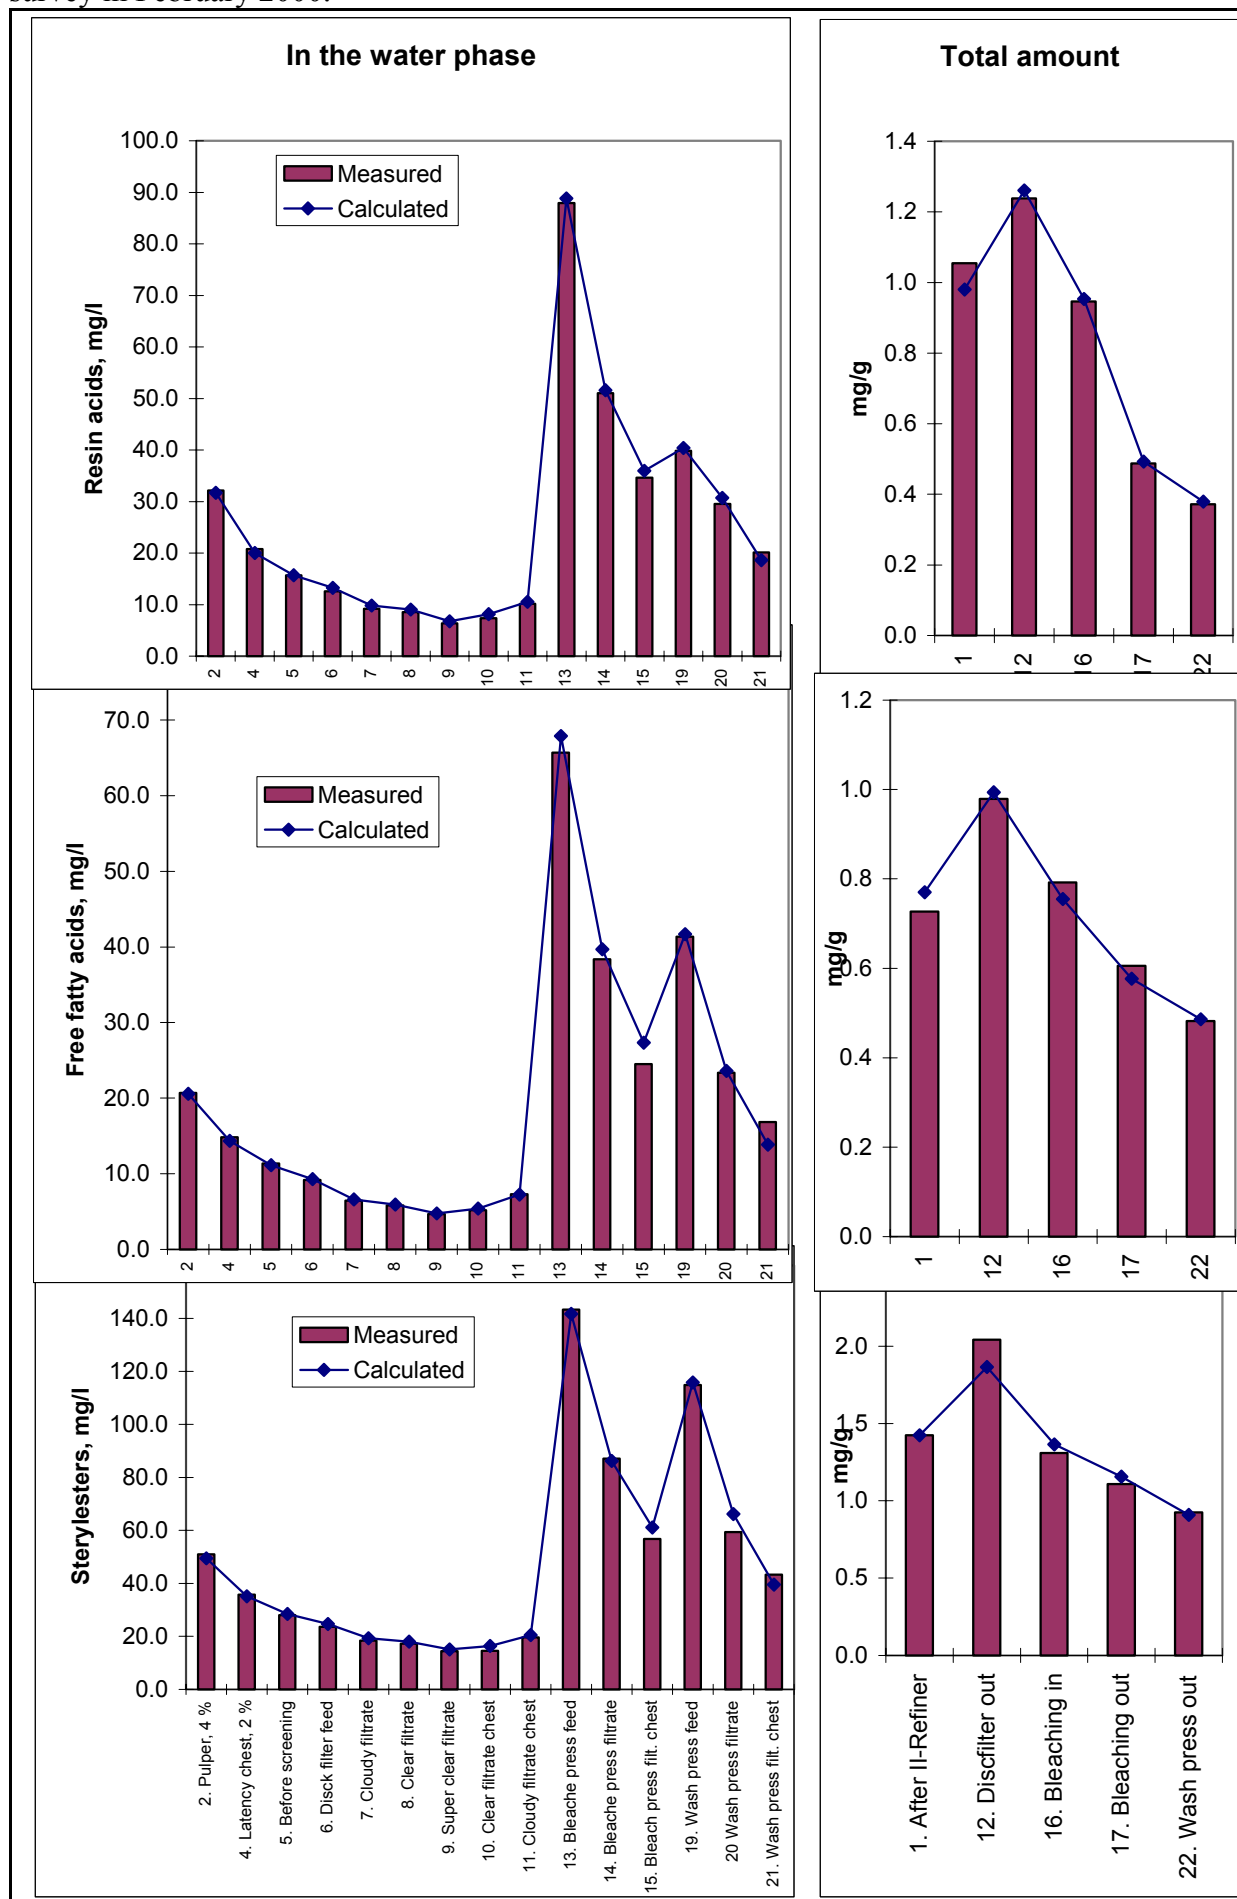 survey in February 2000.
In the water phase
Total amount
100.0
90.0
80.0
70.0
60.0
50.0
40.0
30.0
20.0
10.0
0.0
Resin acids, mg/l
Measured
Calculated
2
4
5
6
7
8
9
10
11
13
14
15
19
20
21
1.4
1.2
1.0
0.8
0.6
0.4
0.2
0.0
mg/g
1
12
16
17
22
70.0
60.0
50.0
40.0
30.0
20.0
10.0
0.0
Free fatty acids, mg/l
Measured
Calculated
2
4
5
6
7
8
9
10
11
13
14
15
19
20
21
1.2
1.0
0.8
0.6
0.4
0.2
0.0
mg/g
1
12
16
17
22
140.0
120.0
100.0
80.0
60.0
40.0
20.0
0.0
Sterylesters, mg/l
Measured
Calculated
2. Pulper, 4 %
4. Latency chest, 2 %
5. Before screening
6. Disck filter feed
7. Cloudy filtrate
8. Clear filtrate
9. Super clear filtrate
10. Clear filtrate chest
11. Cloudy filtrate chest
13. Bleache press feed
14. Bleache press filtrate
15. Bleach press filt. chest
19. Wash press feed
20 Wash press filtrate
21. Wash press filt. chest
2.0
1.5
1.0
0.5
0.0
mg/g
1. After II-Refiner
12. Discfilter out
16. Bleaching in
17. Bleaching out
22. Wash press out